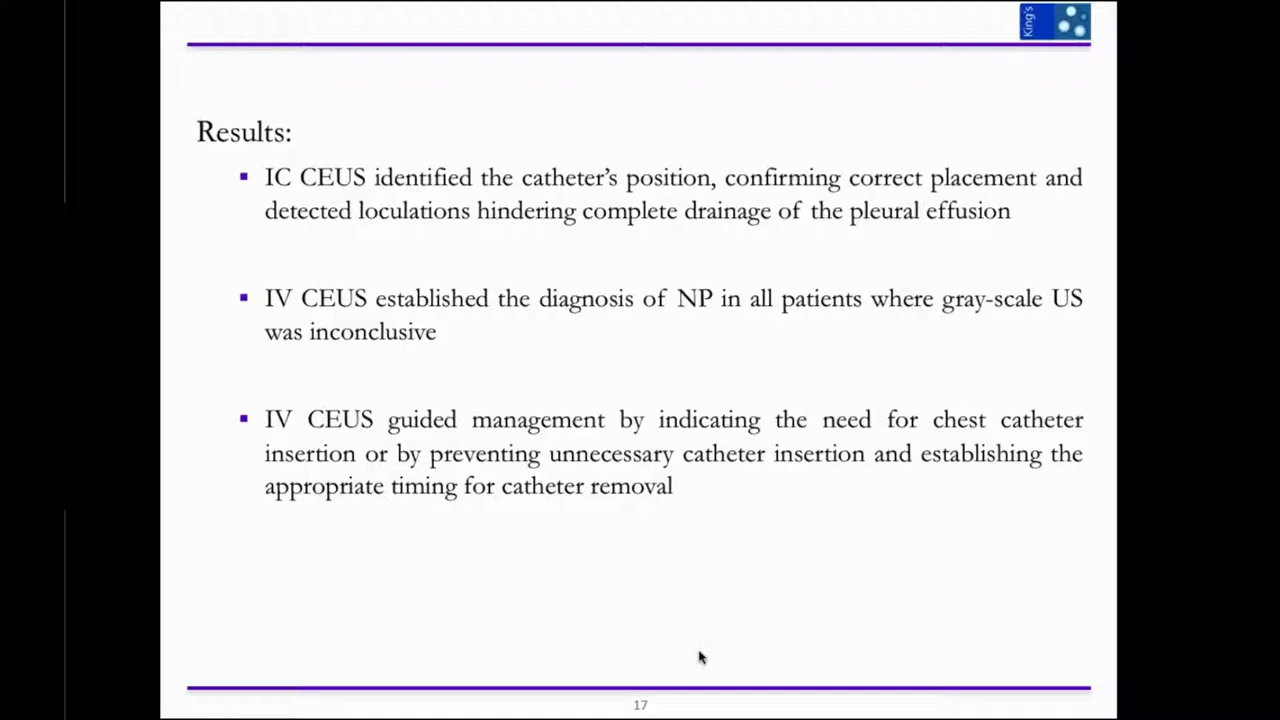 King's
Results:
IC CEUS identified the catheter’s position, confirming correct placement and
detected loculations hindering complete drainage of the pleural effusion
IV CEUS established the diagnosis of NP in all patients where gray-scale US
was inconclusive
IV CEUS guided management by indicating the need for chest catheter
insertion or by preventing unnecessary catheter insertion and establishing the
appropriate timing for catheter removal
17